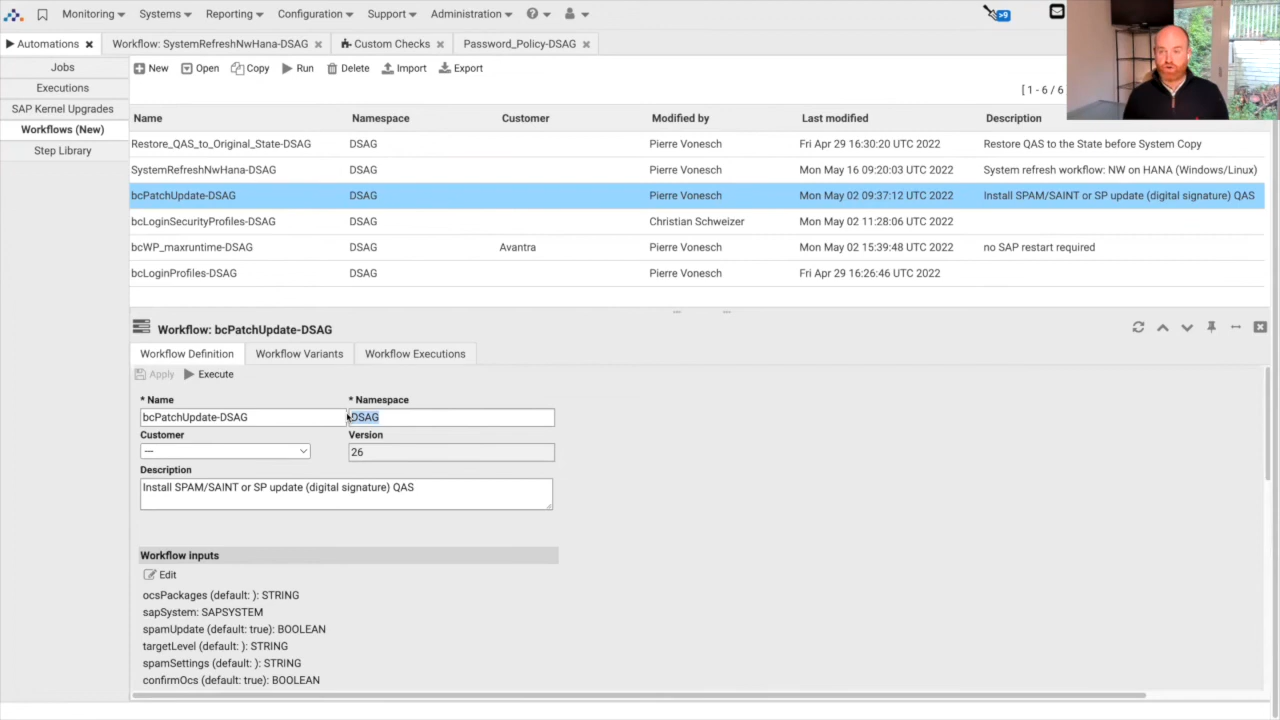 Monitoring Systems Reporting Configuration Support Administration
>9
Automations Workflow: SystemRefreshNwHana-DSAG Custom Checks Password_Policy-DSAG
Jobs
Executions
SAP Kernel Upgrades
Workflows (New)
Step Library
New Open Copy Run Delete Import Export
[ 1 - 6 / 6
Name Namespace Customer Modified by Last modified Description
Restore_QAS_to_Original_State-DSAG DSAG Pierre Vonesch Fri Apr 29 16:30:20 UTC 2022 Restore QAS to the State before System Copy
SystemRefreshNwHana-DSAG DSAG Pierre Vonesch Mon May 16 09:20:03 UTC 2022 System refresh workflow: NW on HANA (Windows/Linux)
bcPatchUpdate-DSAG DSAG Pierre Vonesch Mon May 02 09:37:12 UTC 2022 Install SPAM/SAINT or SP update (digital signature) QAS
bcLoginSecurityProfiles-DSAG DSAG Christian Schweizer Mon May 02 11:28:06 UTC 2022
bcWP_maxruntime-DSAG DSAG Avantra Pierre Vonesch Mon May 02 15:39:48 UTC 2022 no SAP restart required
bcLoginProfiles-DSAG DSAG Pierre Vonesch Fri Apr 29 16:26:46 UTC 2022
Workflow: bcPatchUpdate-DSAG
Workflow Definition Workflow Variants Workflow Executions
Apply Execute
* Name * Namespace
bcPatchUpdate-DSAG DSAG
Customer Version
--- 26
Description
Install SPAM/SAINT or SP update (digital signature) QAS
Workflow inputs
Edit
ocsPackages (default: ): STRING
sapSystem: SAPSYSTEM
spamUpdate (default: true): BOOLEAN
targetLevel (default: ): STRING
spamSettings (default: ): STRING
confirmOcs (default: true): BOOLEAN